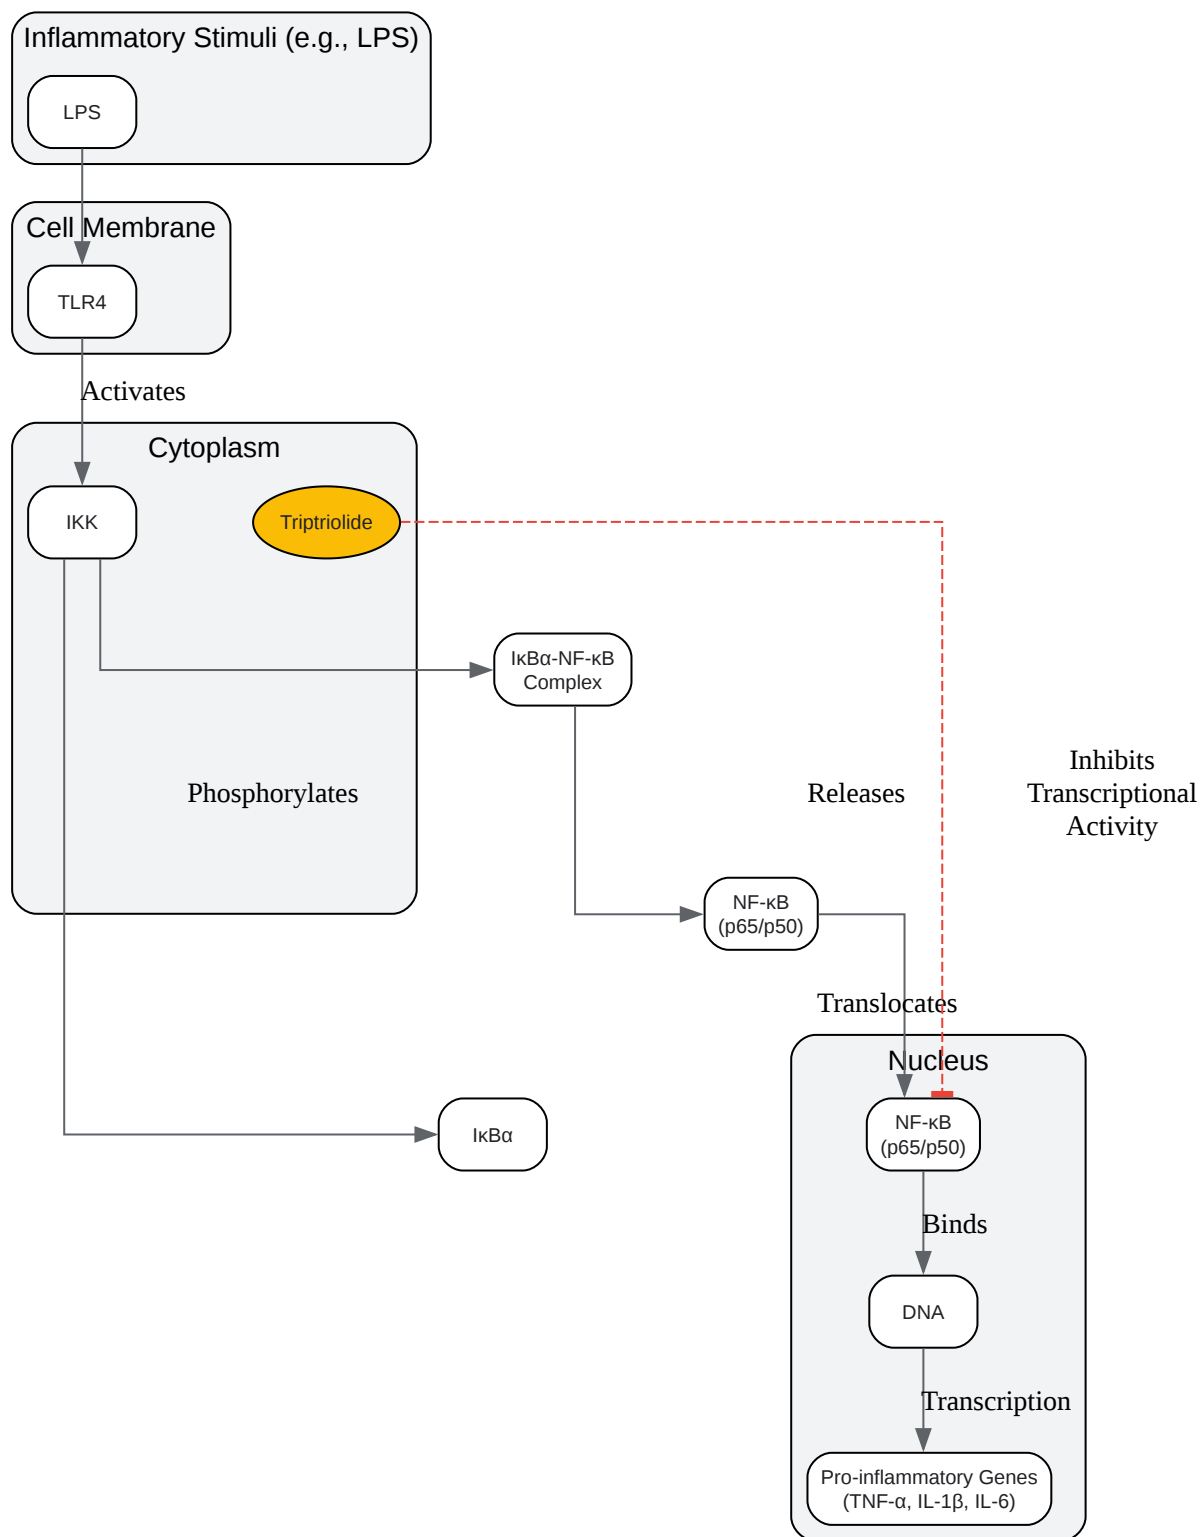 Inflammatory Stimuli (e.g., LPS)
LPS
Cell Membrane
TLR4
Activates
Cytoplasm
IKK
Triptriolide
IκBα-NF-κB
Complex
Phosphorylates
Releases
Inhibits
Transcriptional
Activity
NF-κB
(p65/p50)
Translocates
Nucleus
IκBα
NF-κB
(p65/p50)
Binds
DNA
Transcription
Pro-inflammatory Genes
(TNF-α, IL-1β, IL-6)